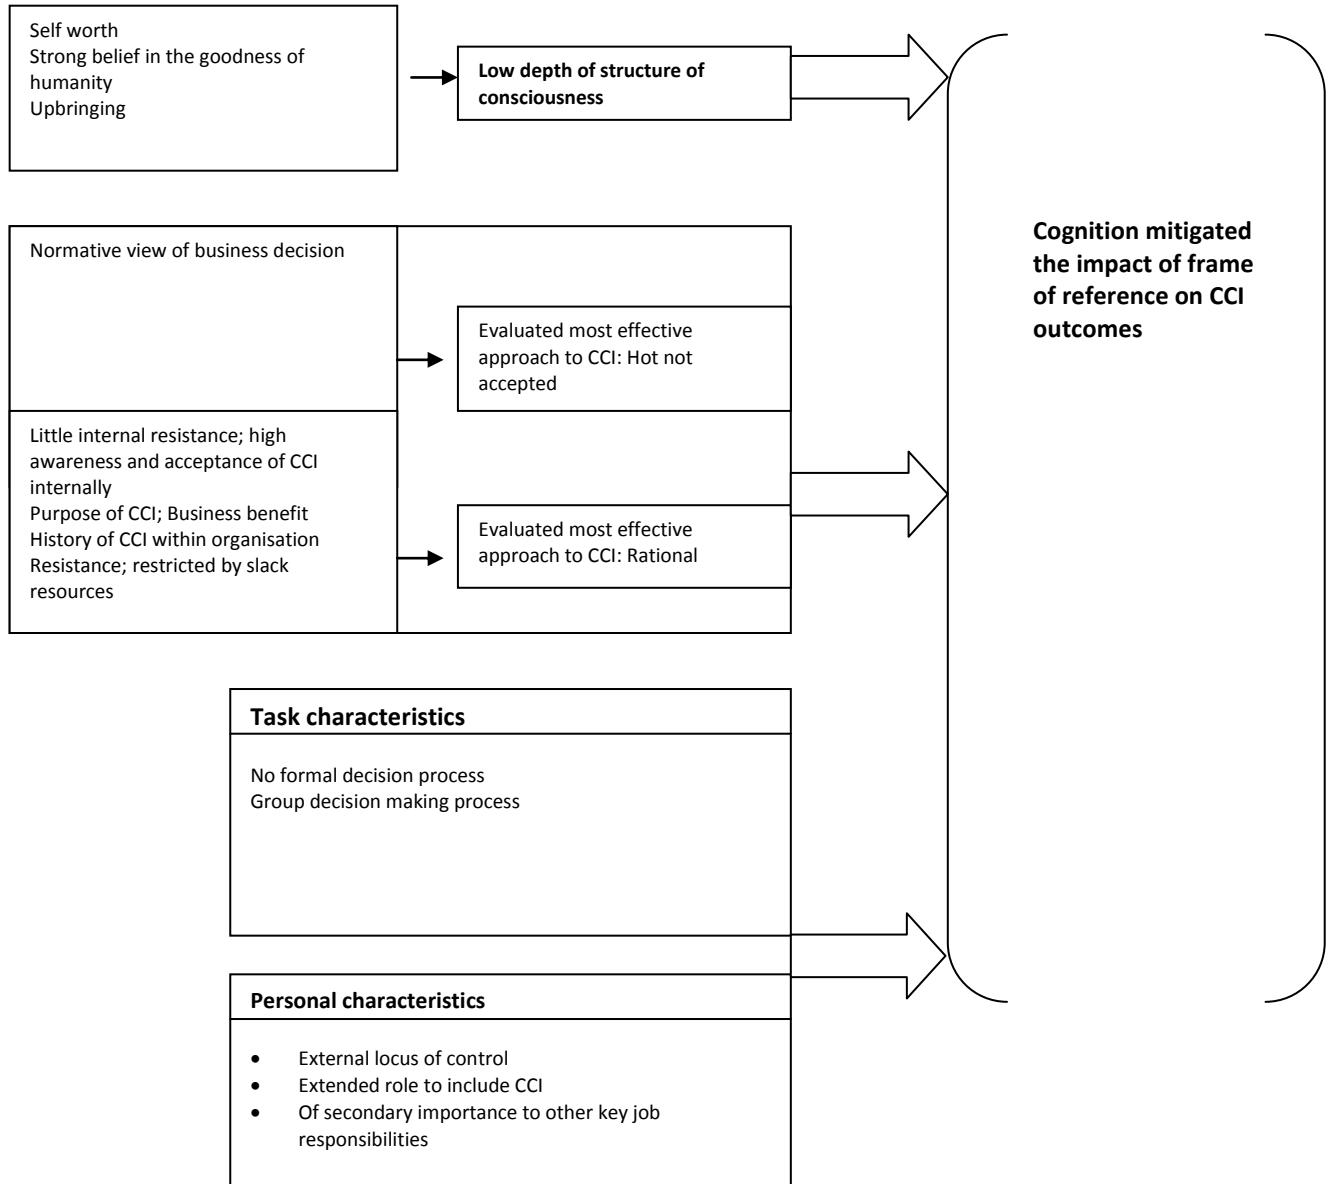 Self worth
Strong belief in the goodness of
humanity
Upbringing
Low depth of structure of
consciousness
Cognition mitigated
the impact of frame
of reference on CCI
outcomes
Normative view of business decision
Evaluated most effective
approach to CCI: Hot not
accepted
Little internal resistance; high
awareness and acceptance of CCI
internally
Purpose of CCI; Business benefit
History of CCI within organisation
Resistance; restricted by slack
resources
Evaluated most effective
approach to CCI: Rational
Task characteristics
No formal decision process
Group decision making process
Personal characteristics
• External locus of control
• Extended role to include CCI
• Of secondary importance to other key job
responsibilities